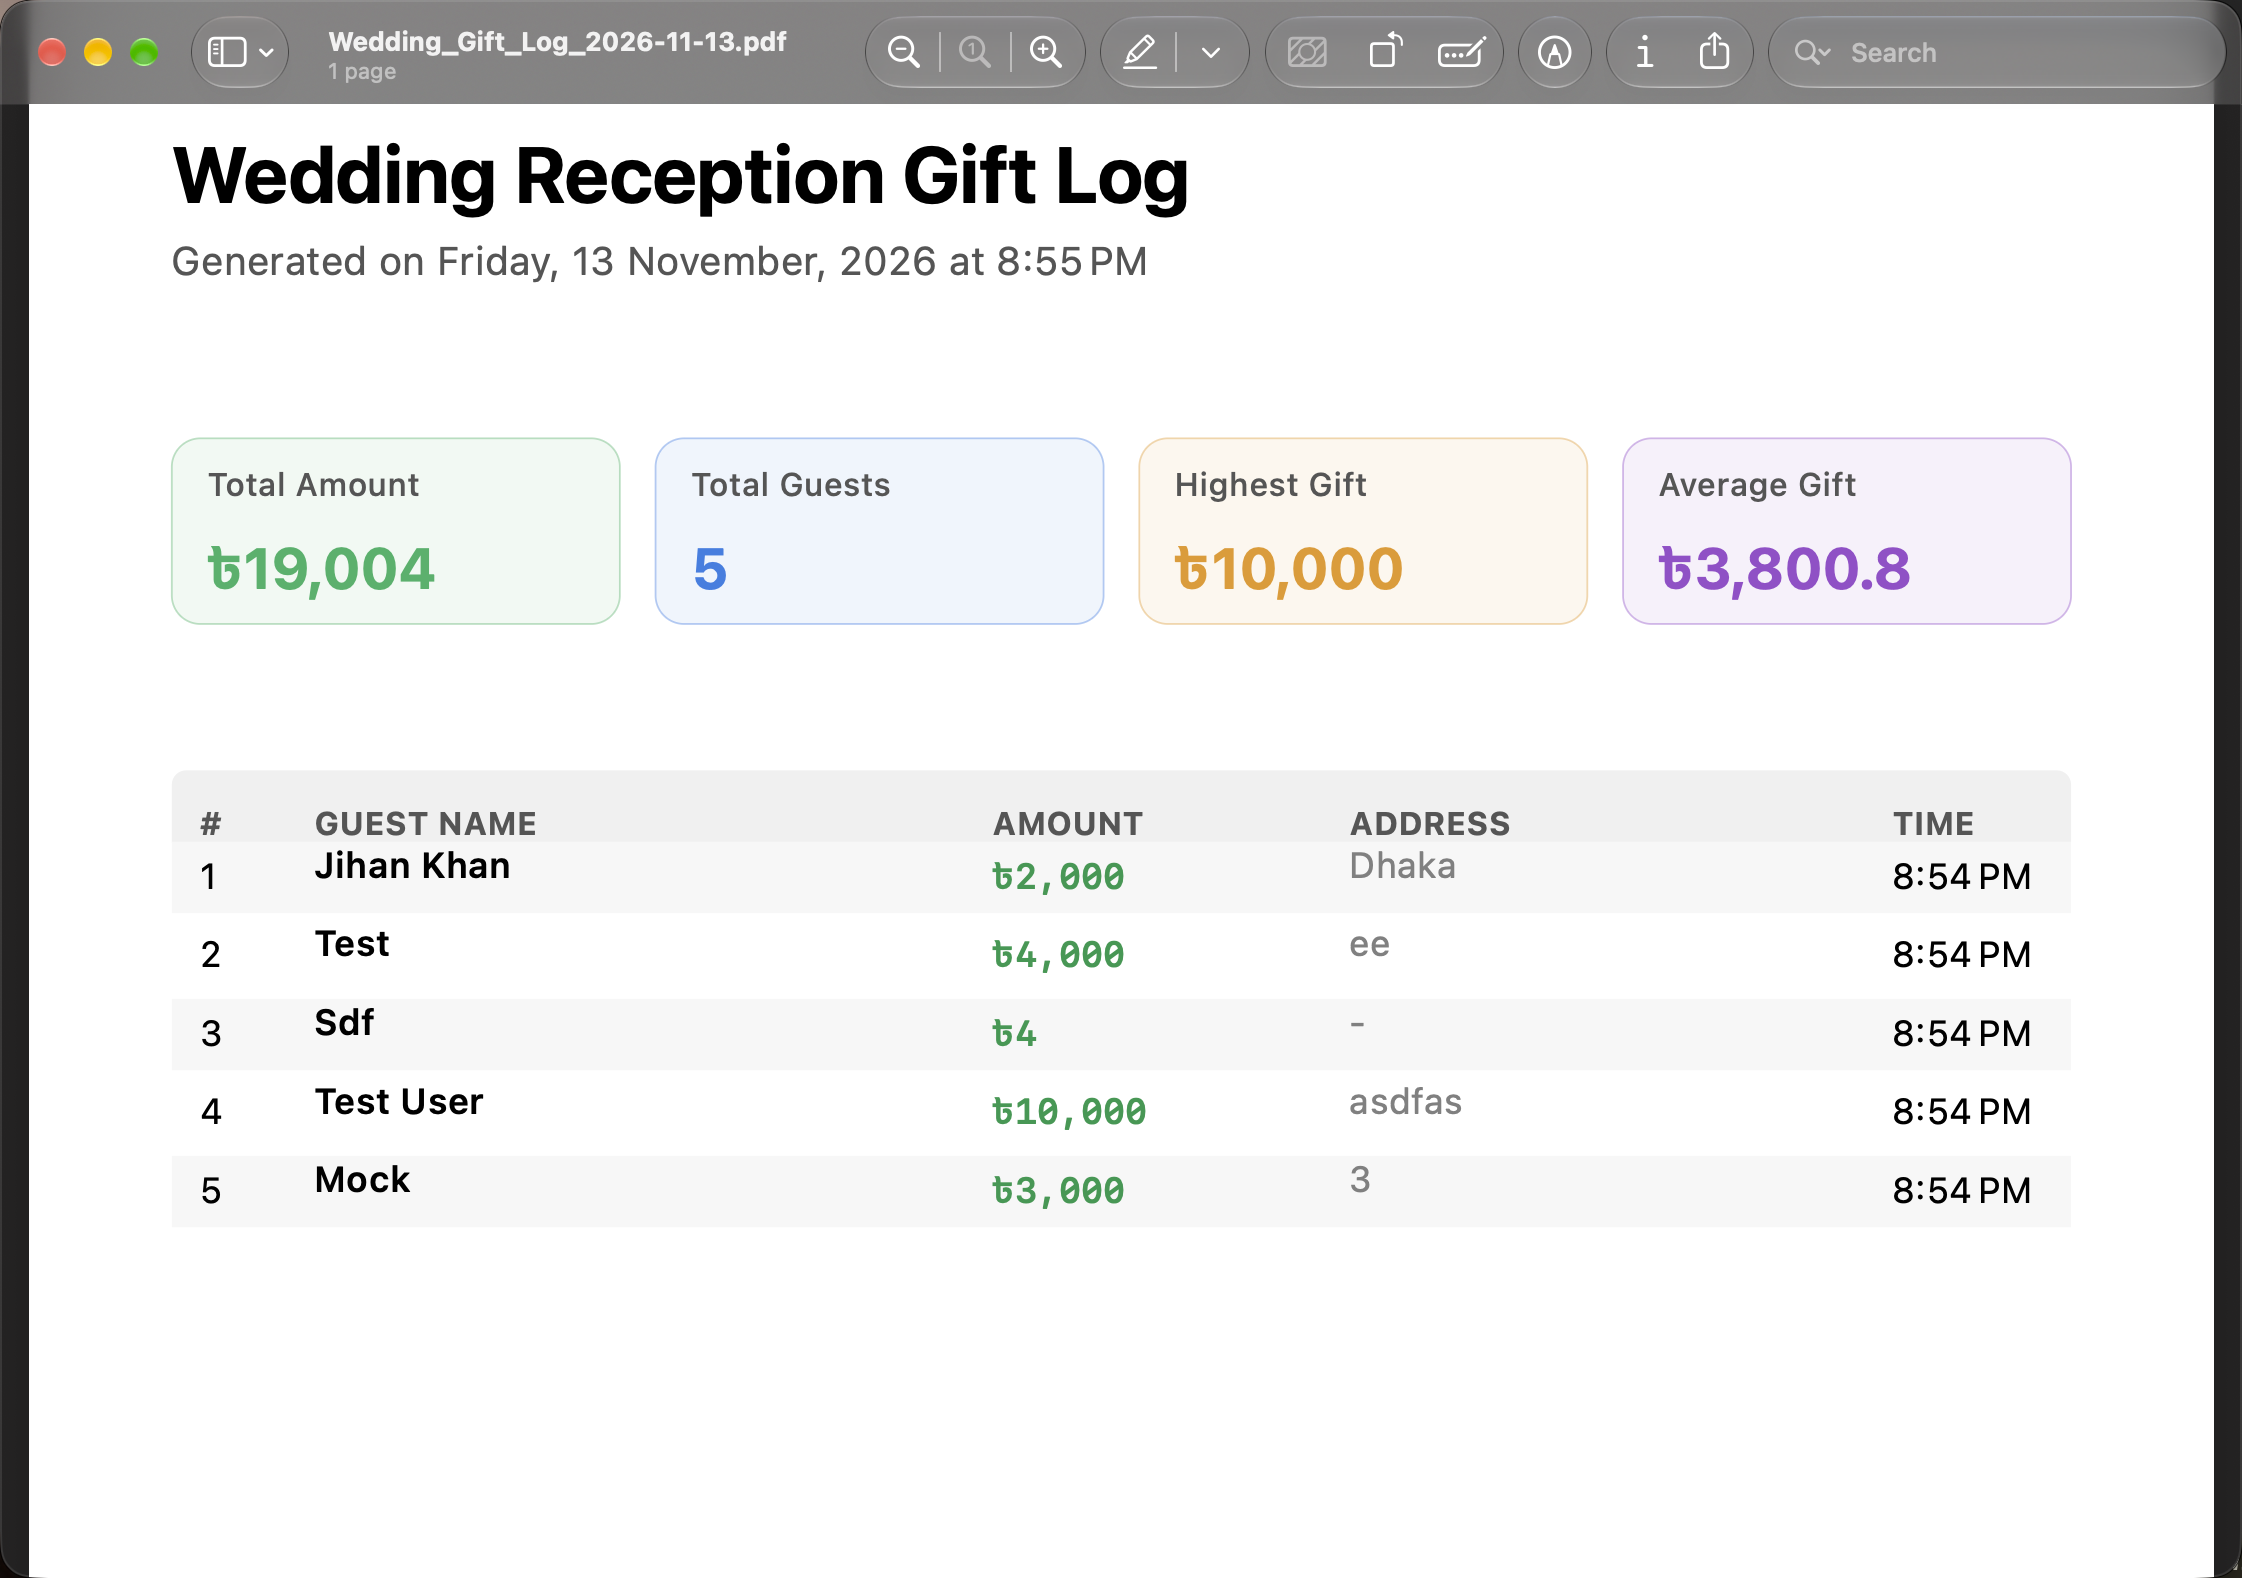 Wedding_Gift_Log_2026-11-13.pdf
1 page
Search
Wedding Reception Gift Log
Generated on Friday, 13 November, 2026 at 8:55 PM
Total Amount
৳19,004
Total Guests
5
Highest Gift
৳10,000
Average Gift
৳3,800.8
# GUEST NAME AMOUNT ADDRESS TIME
1 Jihan Khan ৳2,000 Dhaka 8:54 PM
2 Test ৳4,000 ee 8:54 PM
3 Sdf ৳4 - 8:54 PM
4 Test User ৳10,000 asdfas 8:54 PM
5 Mock ৳3,000 3 8:54 PM